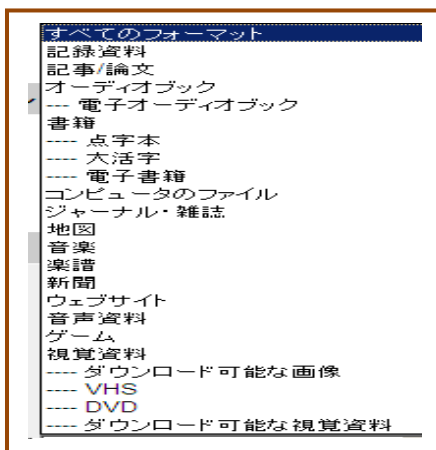 すべてのフォーマット
記録資料
記事/論文
オーディオブック
--- 電子オーディオブック
書籍
---- 点字本
---- 大活字
---- 電子書籍
コンピュータのファイル
ジャーナル・雑誌
地図
音楽
楽譜
新聞
ウェブサイト
音声資料
ゲーム
視覚資料
---- ダウンロード可能な画像
---- VHS
---- DVD
---- ダウンロード可能な視覚資料